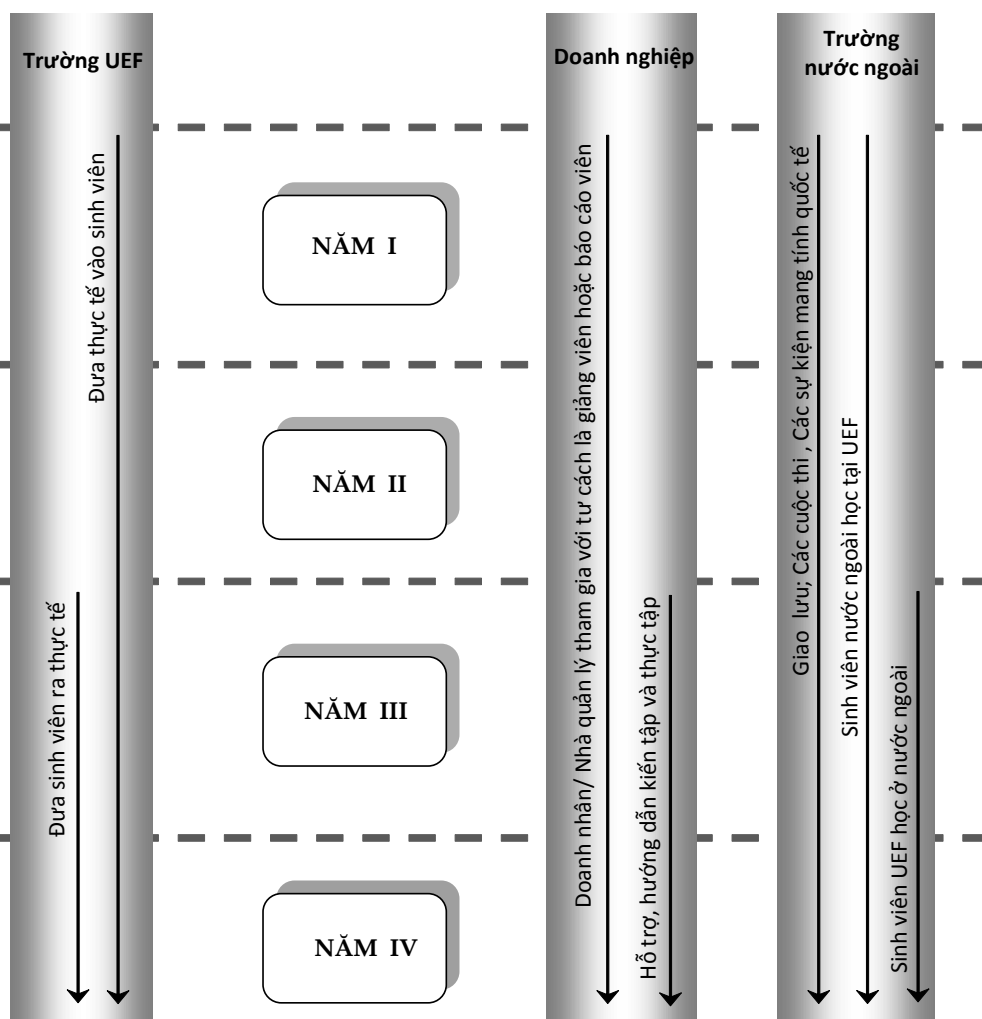 Trường UEF
Doanh nghiệp
Trường
nước ngoài
Đưa thực tế vào sinh viên
Đưa sinh viên ra thực tế
NĂM I
NĂM II
NĂM III
NĂM IV
Doanh nhân/ Nhà quản lý tham gia với tư cách là giảng viên hoặc báo cáo viên
Hỗ trợ, hướng dẫn kiến tập và thực tập
Giao lưu; Các cuộc thi , Các sự kiện mang tính quốc tế
Sinh viên nước ngoài học tại UEF
Sinh viên UEF học ở nước ngoài